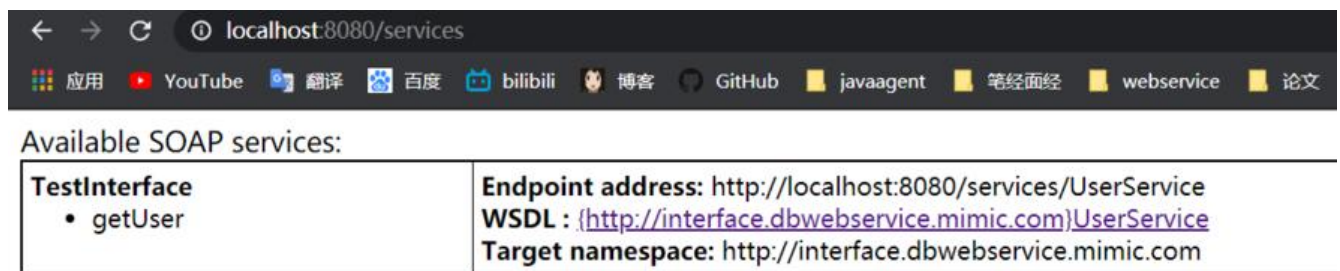 localhost:8080/services
应用 YouTube 翻译 百度 bilibili 博客 GitHub javaagent 笔经面经 webservice 论文
Available SOAP services:
TestInterface
• getUser
Endpoint address: http://localhost:8080/services/UserService
WSDL : {http://interface.dbwebservice.mimic.com}UserService
Target namespace: http://interface.dbwebservice.mimic.com